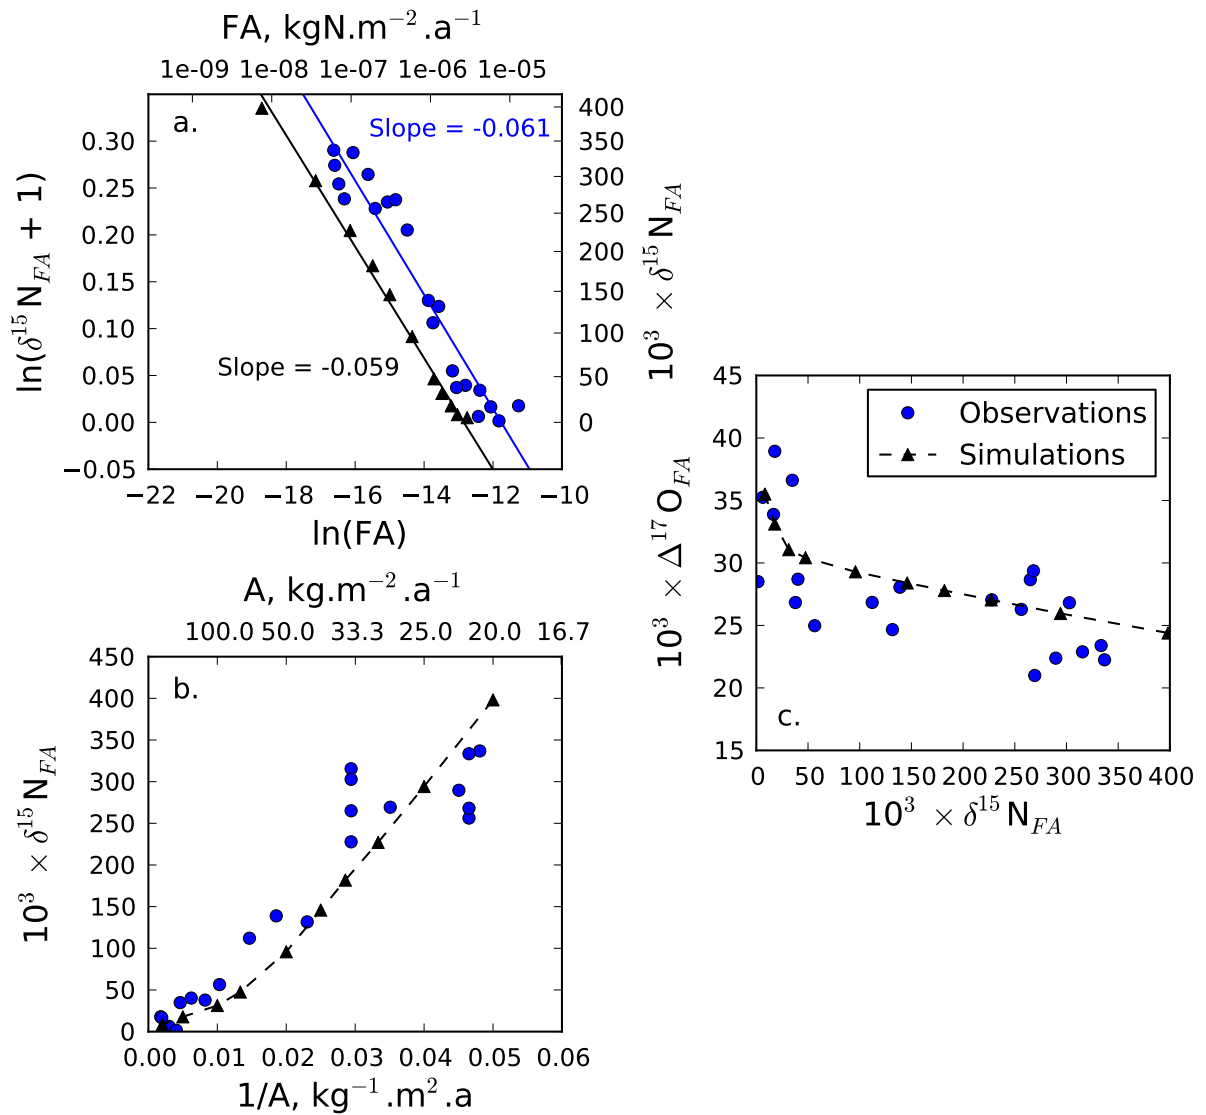 FA, kgN.m⁻².a⁻¹
1e-09 1e-08 1e-07 1e-06 1e-05
a.
Slope = -0.061
Slope = -0.059
ln(δ¹⁵N_FA + 1)
0.30
0.25
0.20
0.15
0.10
0.05
0.00
−0.05
400
350
300
250
200
150
100
50
0
10³ × δ¹⁵N_FA
−22 −20 −18 −16 −14 −12 −10
ln(FA)
A, kg.m⁻².a⁻¹
100.0 50.0 33.3 25.0 20.0 16.7
b.
10³ × δ¹⁵N_FA
450
400
350
300
250
200
150
100
50
0
0.00 0.01 0.02 0.03 0.04 0.05 0.06
1/A, kg⁻¹.m².a
Observations
Simulations
c.
10³ × Δ¹⁷O_FA
45
40
35
30
25
20
15
0 50 100 150 200 250 300 350 400
10³ × δ¹⁵N_FA